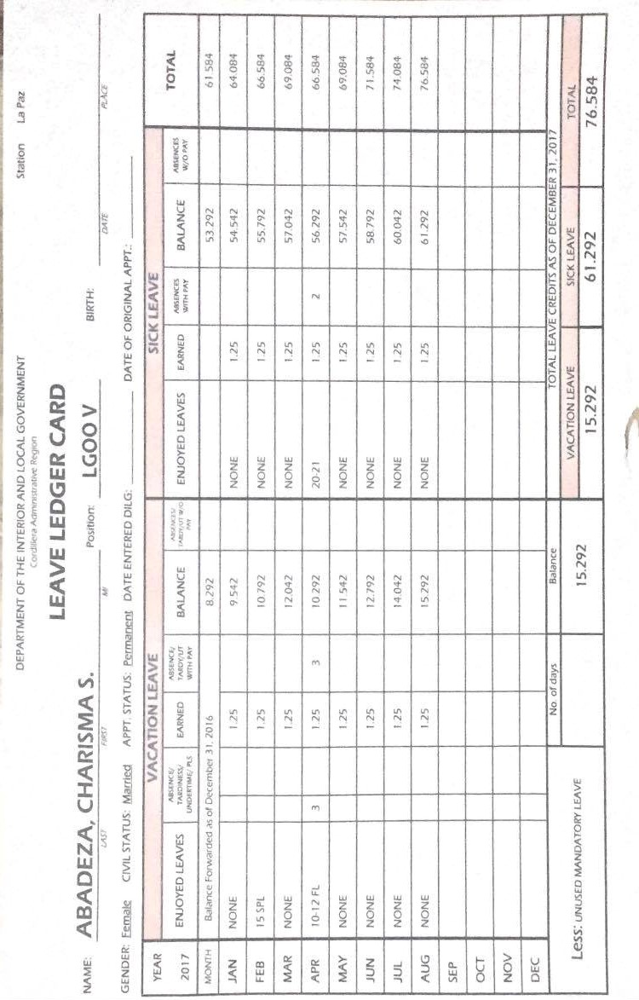 DEPARTMENT OF THE INTERIOR AND LOCAL GOVERNMENT
Cordillera Administrative Region
Station La Paz
LEAVE LEDGER CARD
NAME: ABADEZA, CHARISMA S. Position: LGOO V BIRTH:
LAST FIRST MI DATE PLACE
GENDER: Female CIVIL STATUS: Married APPT. STATUS: Permanent DATE ENTERED DILG: DATE OF ORIGINAL APPT.:
YEAR VACATION LEAVE SICK LEAVE TOTAL
2017 ENJOYED LEAVES ABSENCE/ TARDINESS/ UNDERTIME/ PLS EARNED ABSENCE/ TARDY/UT WITH PAY BALANCE ABSENCES/ TARDY/UT W/O PAY ENJOYED LEAVES EARNED ABSENCES WITH PAY BALANCE ABSENCES W/O PAY
MONTH Balance Forwarded as of December 31, 2016 8.292 53.292 61.584
JAN NONE 1.25 9.542 NONE 1.25 54.542 64.084
FEB 15 SPL 1.25 10.792 NONE 1.25 55.792 66.584
MAR NONE 1.25 12.042 NONE 1.25 57.042 69.084
APR 10-12 FL 3 1.25 3 10.292 20-21 1.25 2 56.292 66.584
MAY NONE 1.25 11.542 NONE 1.25 57.542 69.084
JUN NONE 1.25 12.792 NONE 1.25 58.792 71.584
JUL NONE 1.25 14.042 NONE 1.25 60.042 74.084
AUG NONE 1.25 15.292 NONE 1.25 61.292 76.584
SEP
OCT
NOV
DEC
Less: UNUSED MANDATORY LEAVE No. of days Balance TOTAL LEAVE CREDITS AS OF DECEMBER 31, 2017
15.292 VACATION LEAVE SICK LEAVE TOTAL
15.292 61.292 76.584